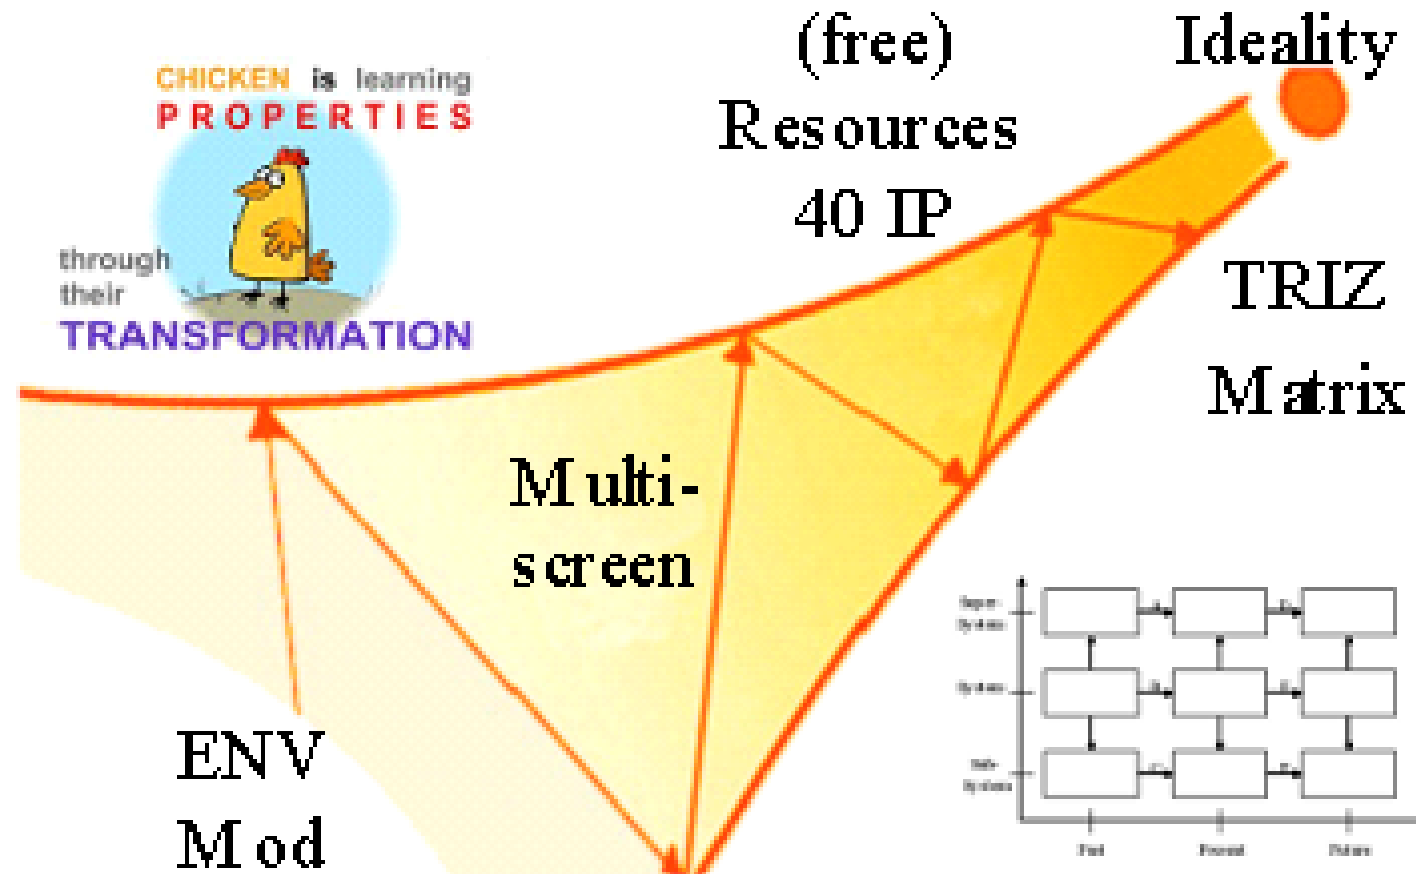 (free)
Ideality
CHICKEN is learning
PROPERTIES
Resources
40 IP
through
their
TRANSFORMATION
TRIZ
Matrix
Multi-
screen
System
ENV
Mod
Past
Present
Future